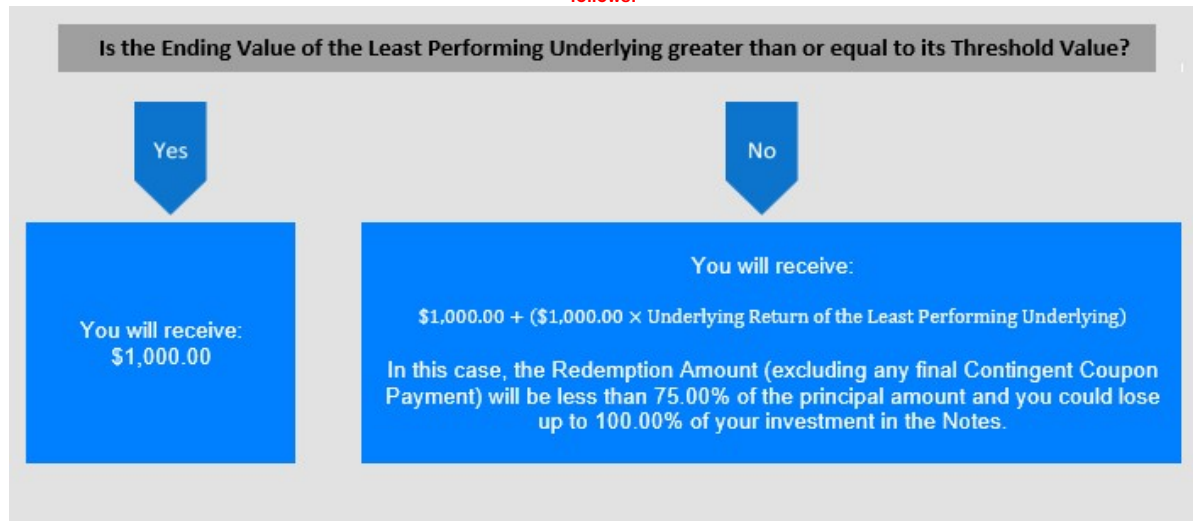 follows:
Is the Ending Value of the Least Performing Underlying greater than or equal to its Threshold Value?
Yes
No
You will receive:
$1,000.00
You will receive:
$1,000.00 + ($1,000.00 × Underlying Return of the Least Performing Underlying)
In this case, the Redemption Amount (excluding any final Contingent Coupon
Payment) will be less than 75.00% of the principal amount and you could lose
up to 100.00% of your investment in the Notes.